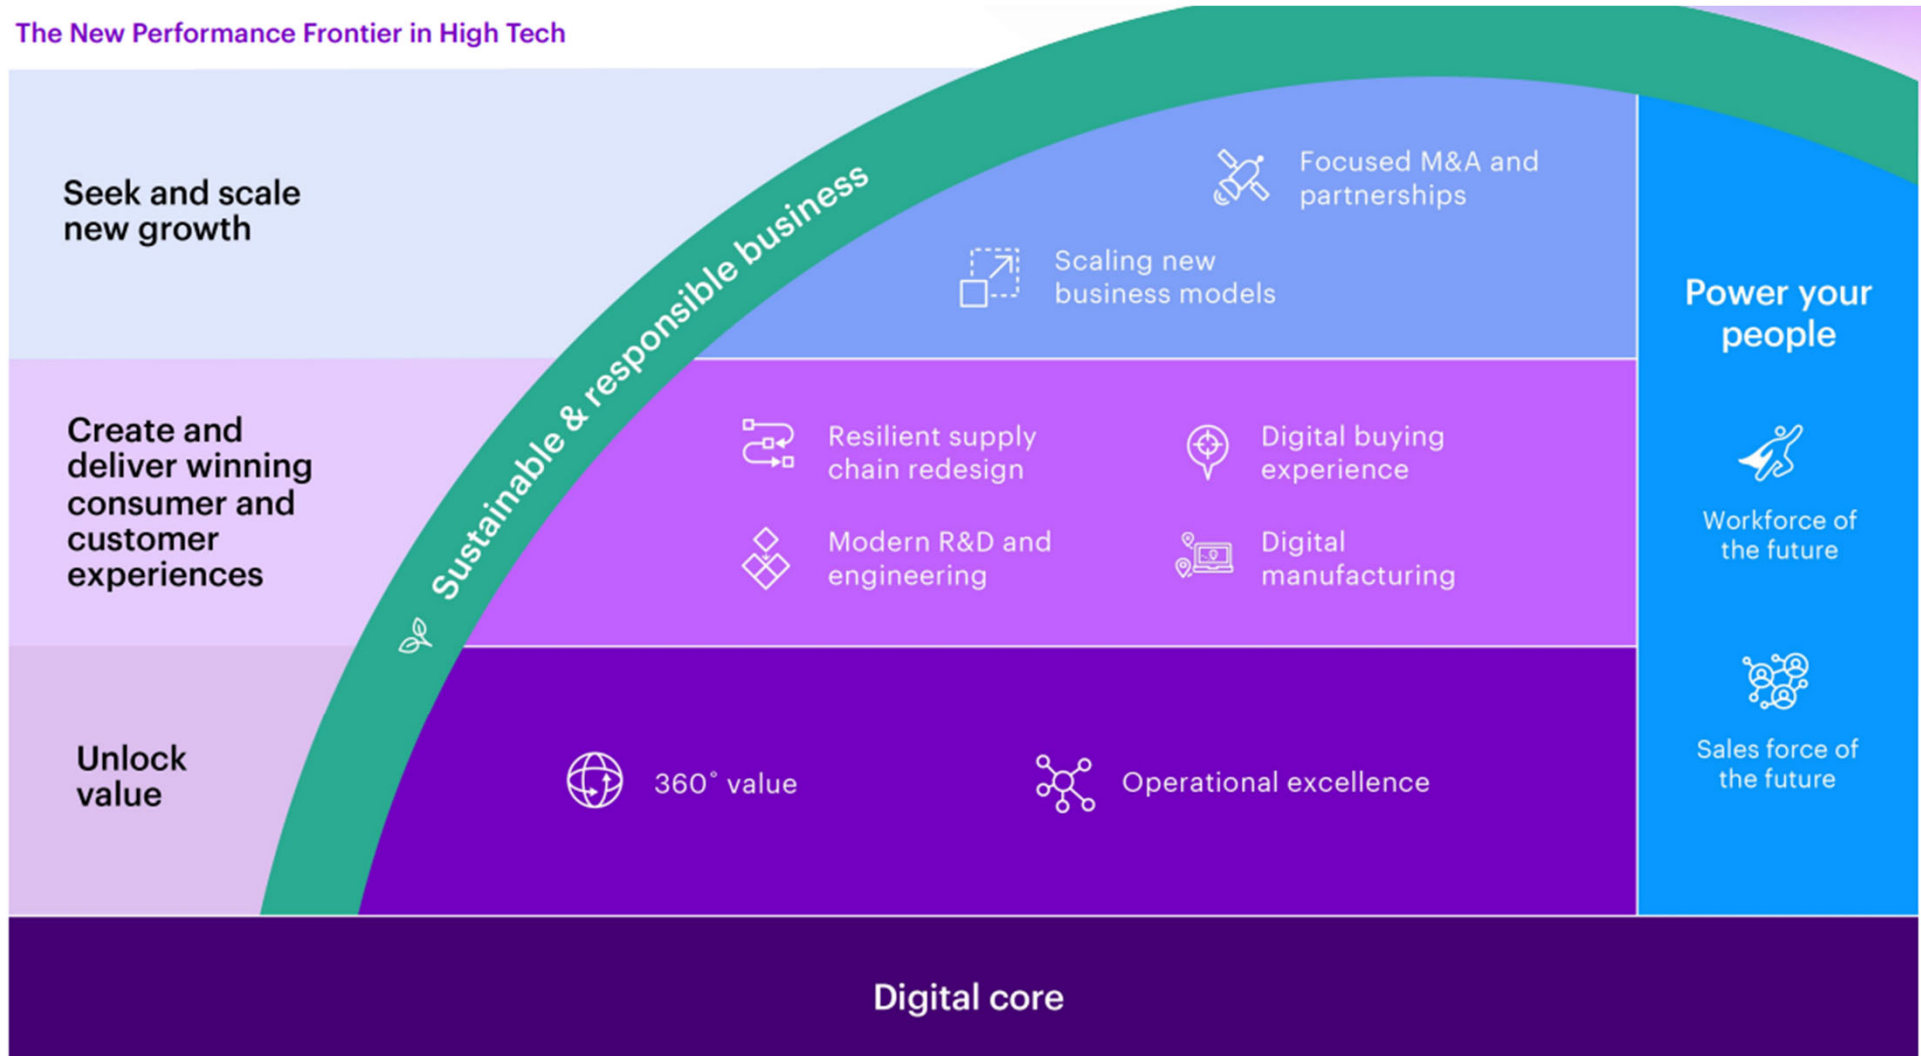 The New Performance Frontier in High Tech
Seek and scale
new growth
Focused M&A and
partnerships
Scaling new
business models
Sustainable & responsible business
Create and
deliver winning
consumer and
customer
experiences
Resilient supply
chain redesign
Digital buying
experience
Modern R&D and
engineering
Digital
manufacturing
Unlock
value
360° value
Operational excellence
Power your
people
Workforce of
the future
Sales force of
the future
Digital core